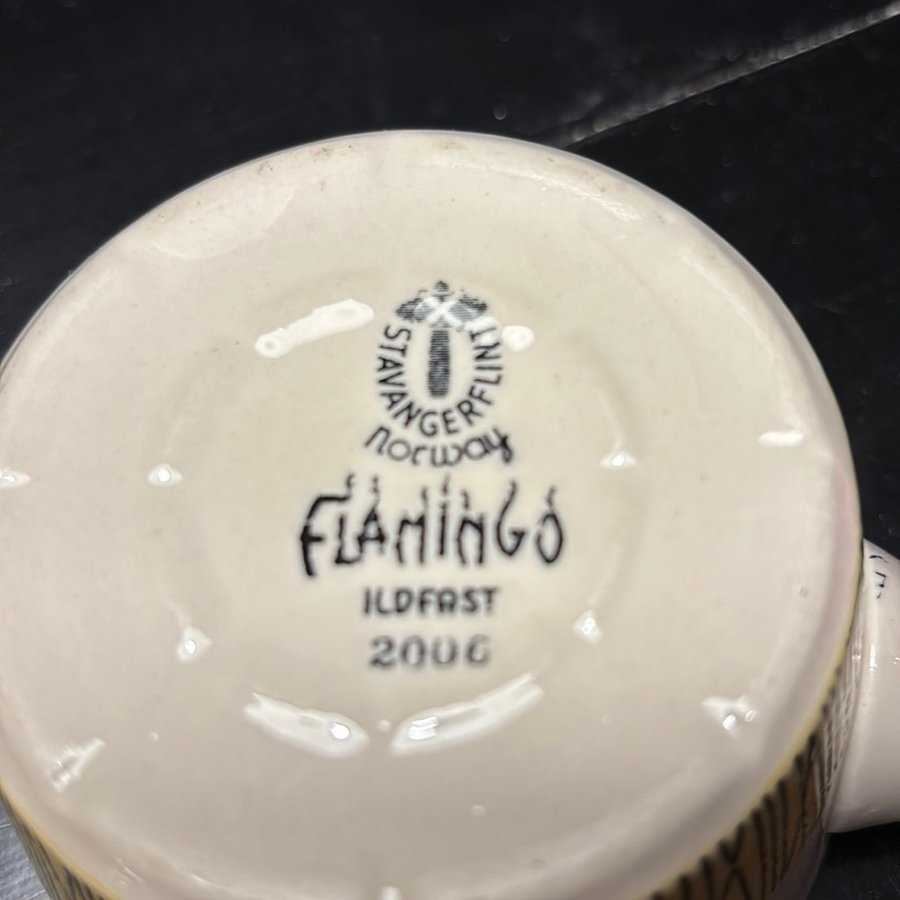 STAVANGERFLINT
norway
FLAMINGO
ILDFAST
2006